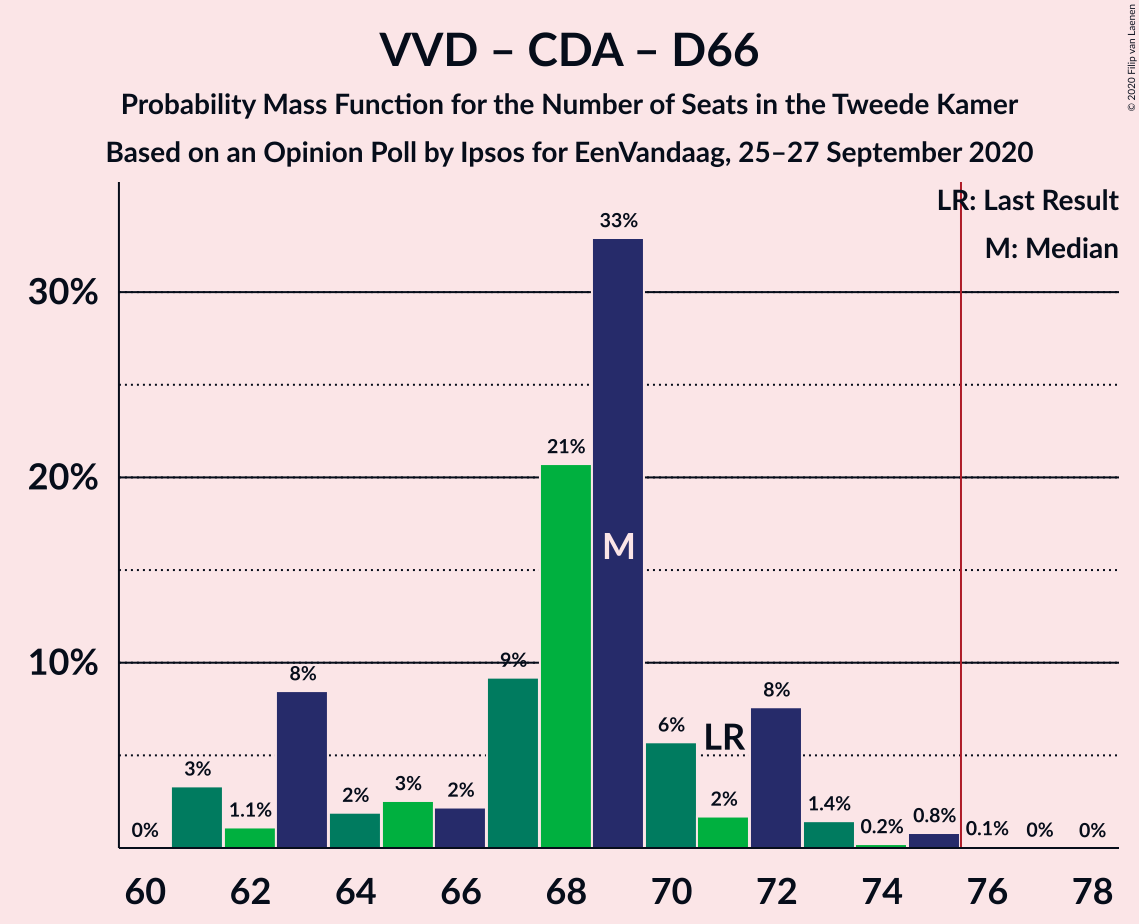 VVD – CDA – D66
Probability Mass Function for the Number of Seats in the Tweede Kamer
Based on an Opinion Poll by Ipsos for EenVandaag, 25–27 September 2020
© 2020 Filip van Laenen
LR: Last Result
M: Median
30%
20%
10%
0%
3%
1.1%
8%
2%
3%
2%
9%
21%
33%
M
6%
LR
2%
8%
1.4%
0.2%
0.8%
0.1%
0%
0%
60 62 64 66 68 70 72 74 76 78